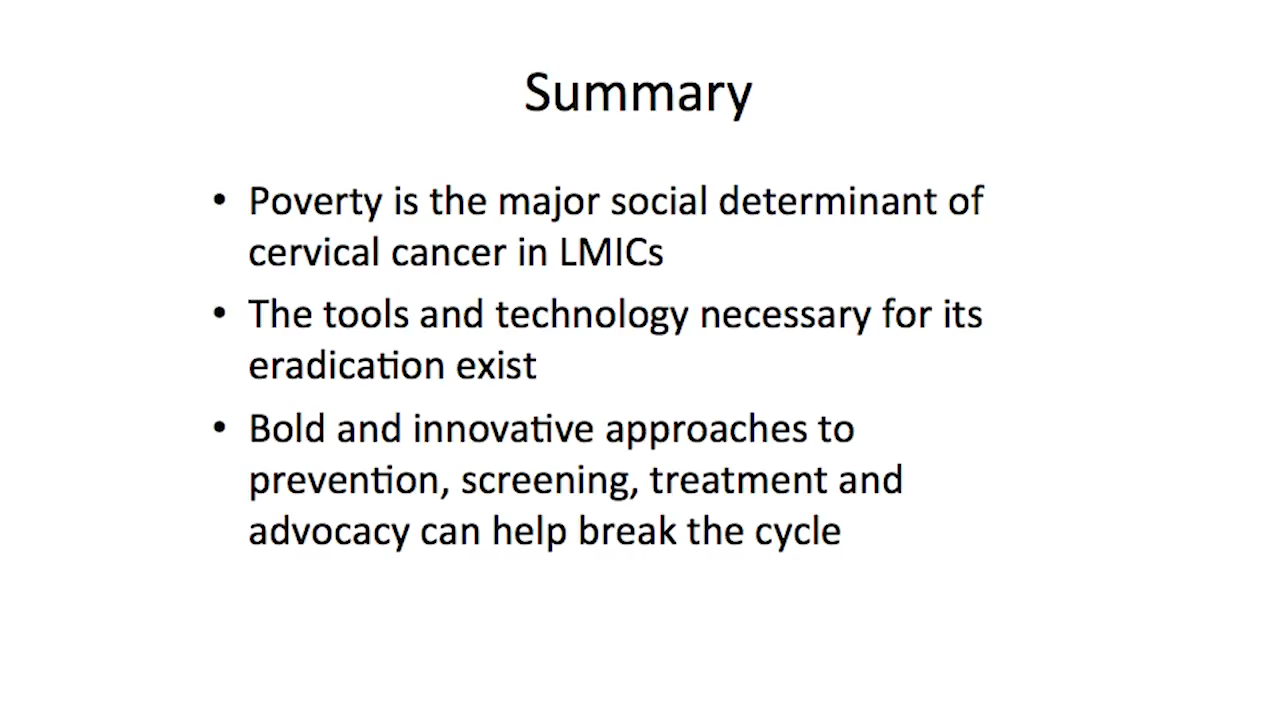 Summary
• Poverty is the major social determinant of
cervical cancer in LMICs
• The tools and technology necessary for its
eradication exist
• Bold and innovative approaches to
prevention, screening, treatment and
advocacy can help break the cycle